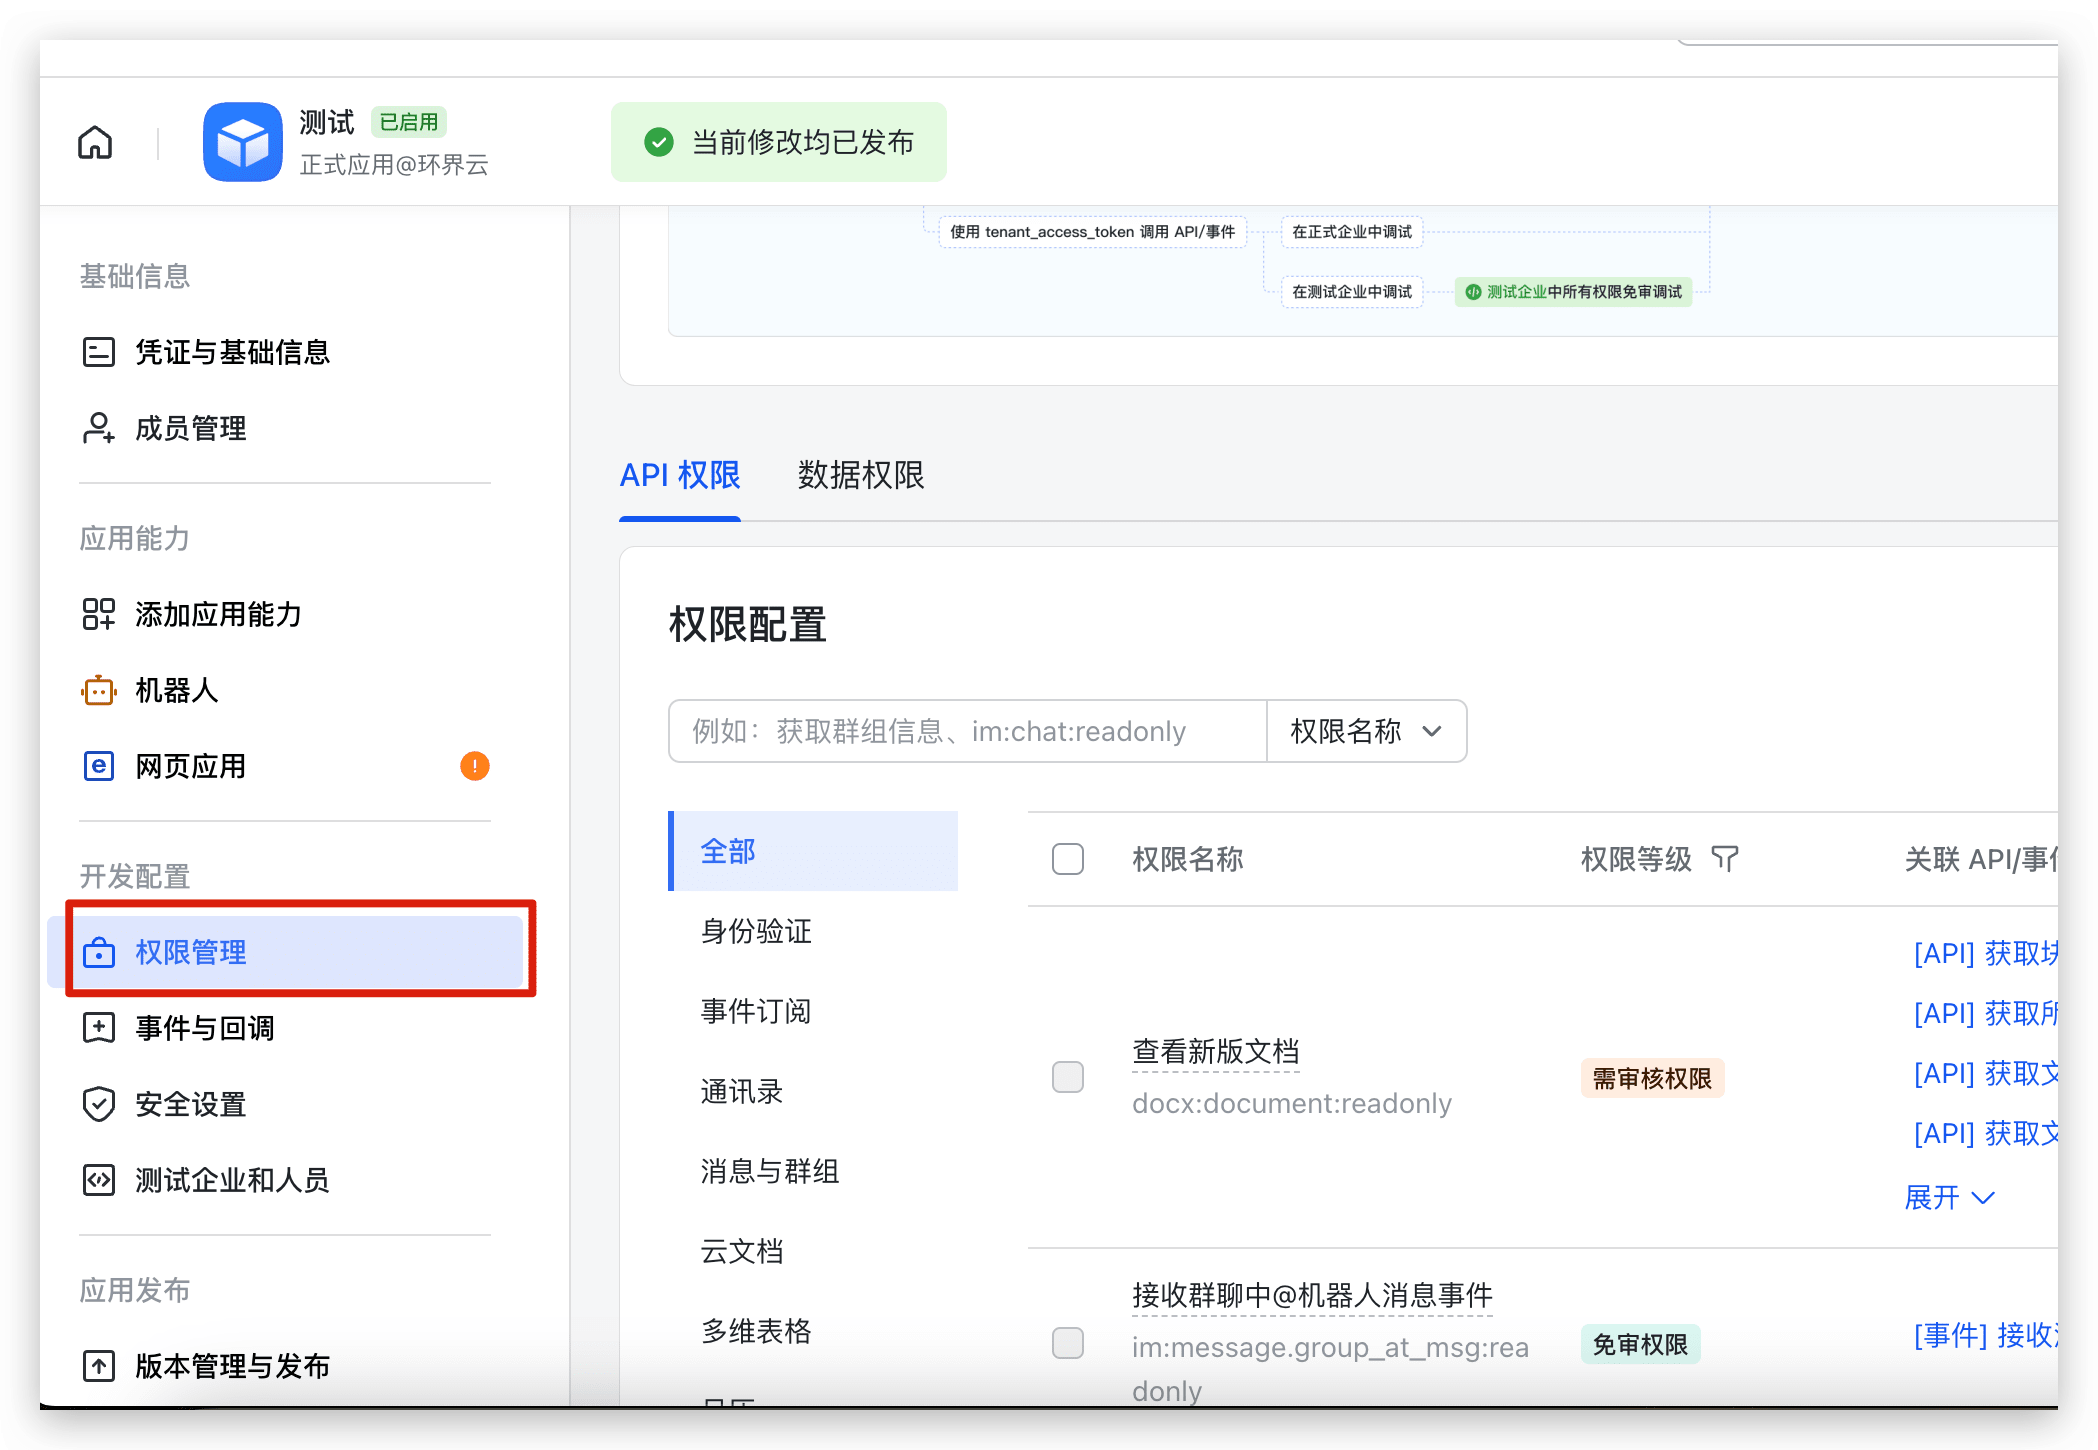 测试 已启用
正式应用@环界云
当前修改均已发布
使用 tenant_access_token 调用 API/事件
在正式企业中调试
在测试企业中调试
测试企业中所有权限免审调试
基础信息
凭证与基础信息
成员管理
应用能力
添加应用能力
机器人
网页应用
开发配置
权限管理
事件与回调
安全设置
测试企业和人员
应用发布
版本管理与发布
API 权限
数据权限
权限配置
例如：获取群组信息、im:chat:readonly
权限名称
全部
身份验证
事件订阅
通讯录
消息与群组
云文档
多维表格
权限名称
权限等级
关联 API/事件
查看新版文档
docx:document:readonly
需审核权限
[API] 获取块
[API] 获取所
[API] 获取文
[API] 获取文
展开
接收群聊中@机器人消息事件
im:message.group_at_msg:rea
donly
免审权限
[事件] 接收